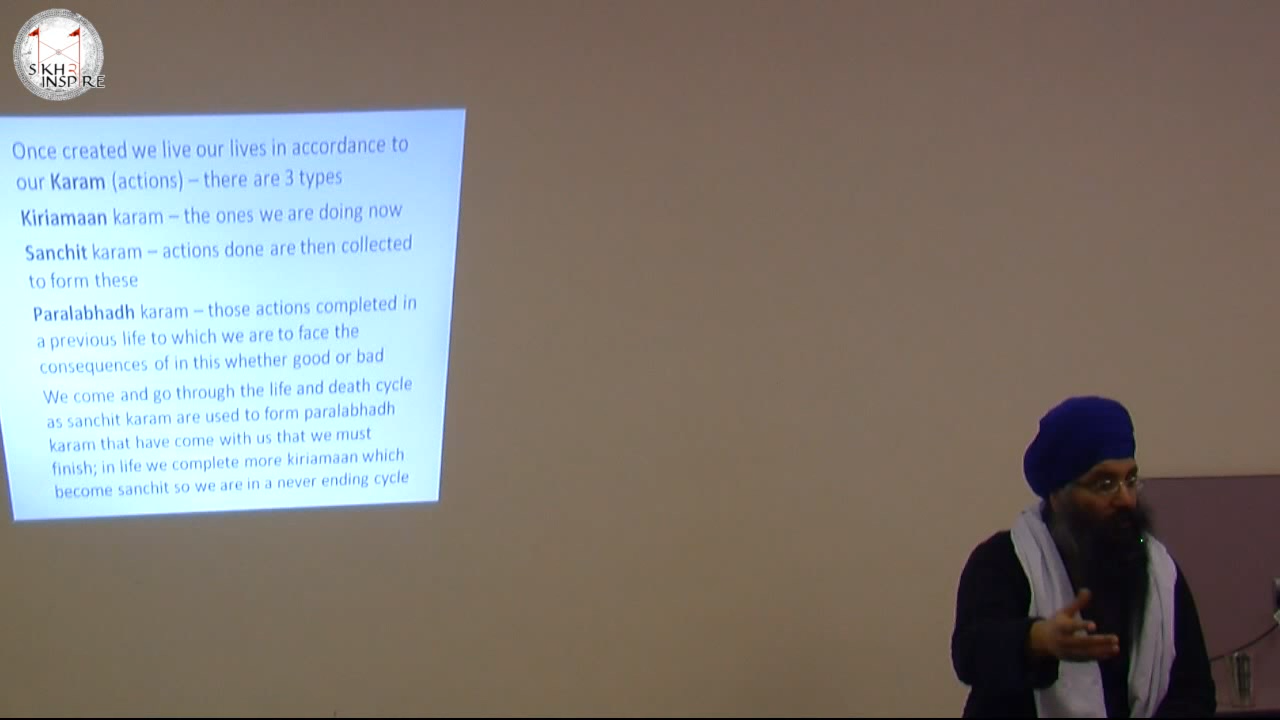 SIKH 2
INSPIRE
Once created we live our lives in accordance to
our Karam (actions) – there are 3 types
Kiriamaan karam – the ones we are doing now
Sanchit karam – actions done are then collected
to form these
Paralabhadh karam – those actions completed in
a previous life to which we are to face the
consequences of in this whether good or bad
We come and go through the life and death cycle
as sanchit karam are used to form paralabhadh
karam that have come with us that we must
finish; in life we complete more kiriamaan which
become sanchit so we are in a never ending cycle